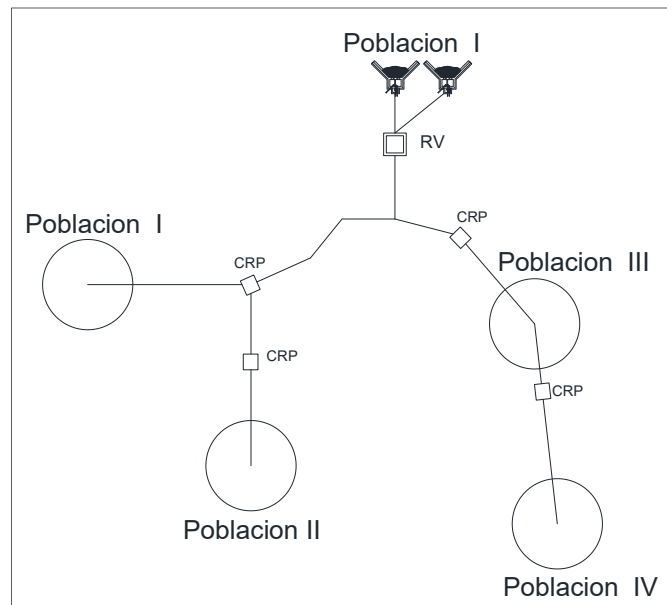 Poblacion I
RV
CRP
Poblacion I
CRP
Poblacion III
CRP
CRP
Poblacion II
Poblacion IV